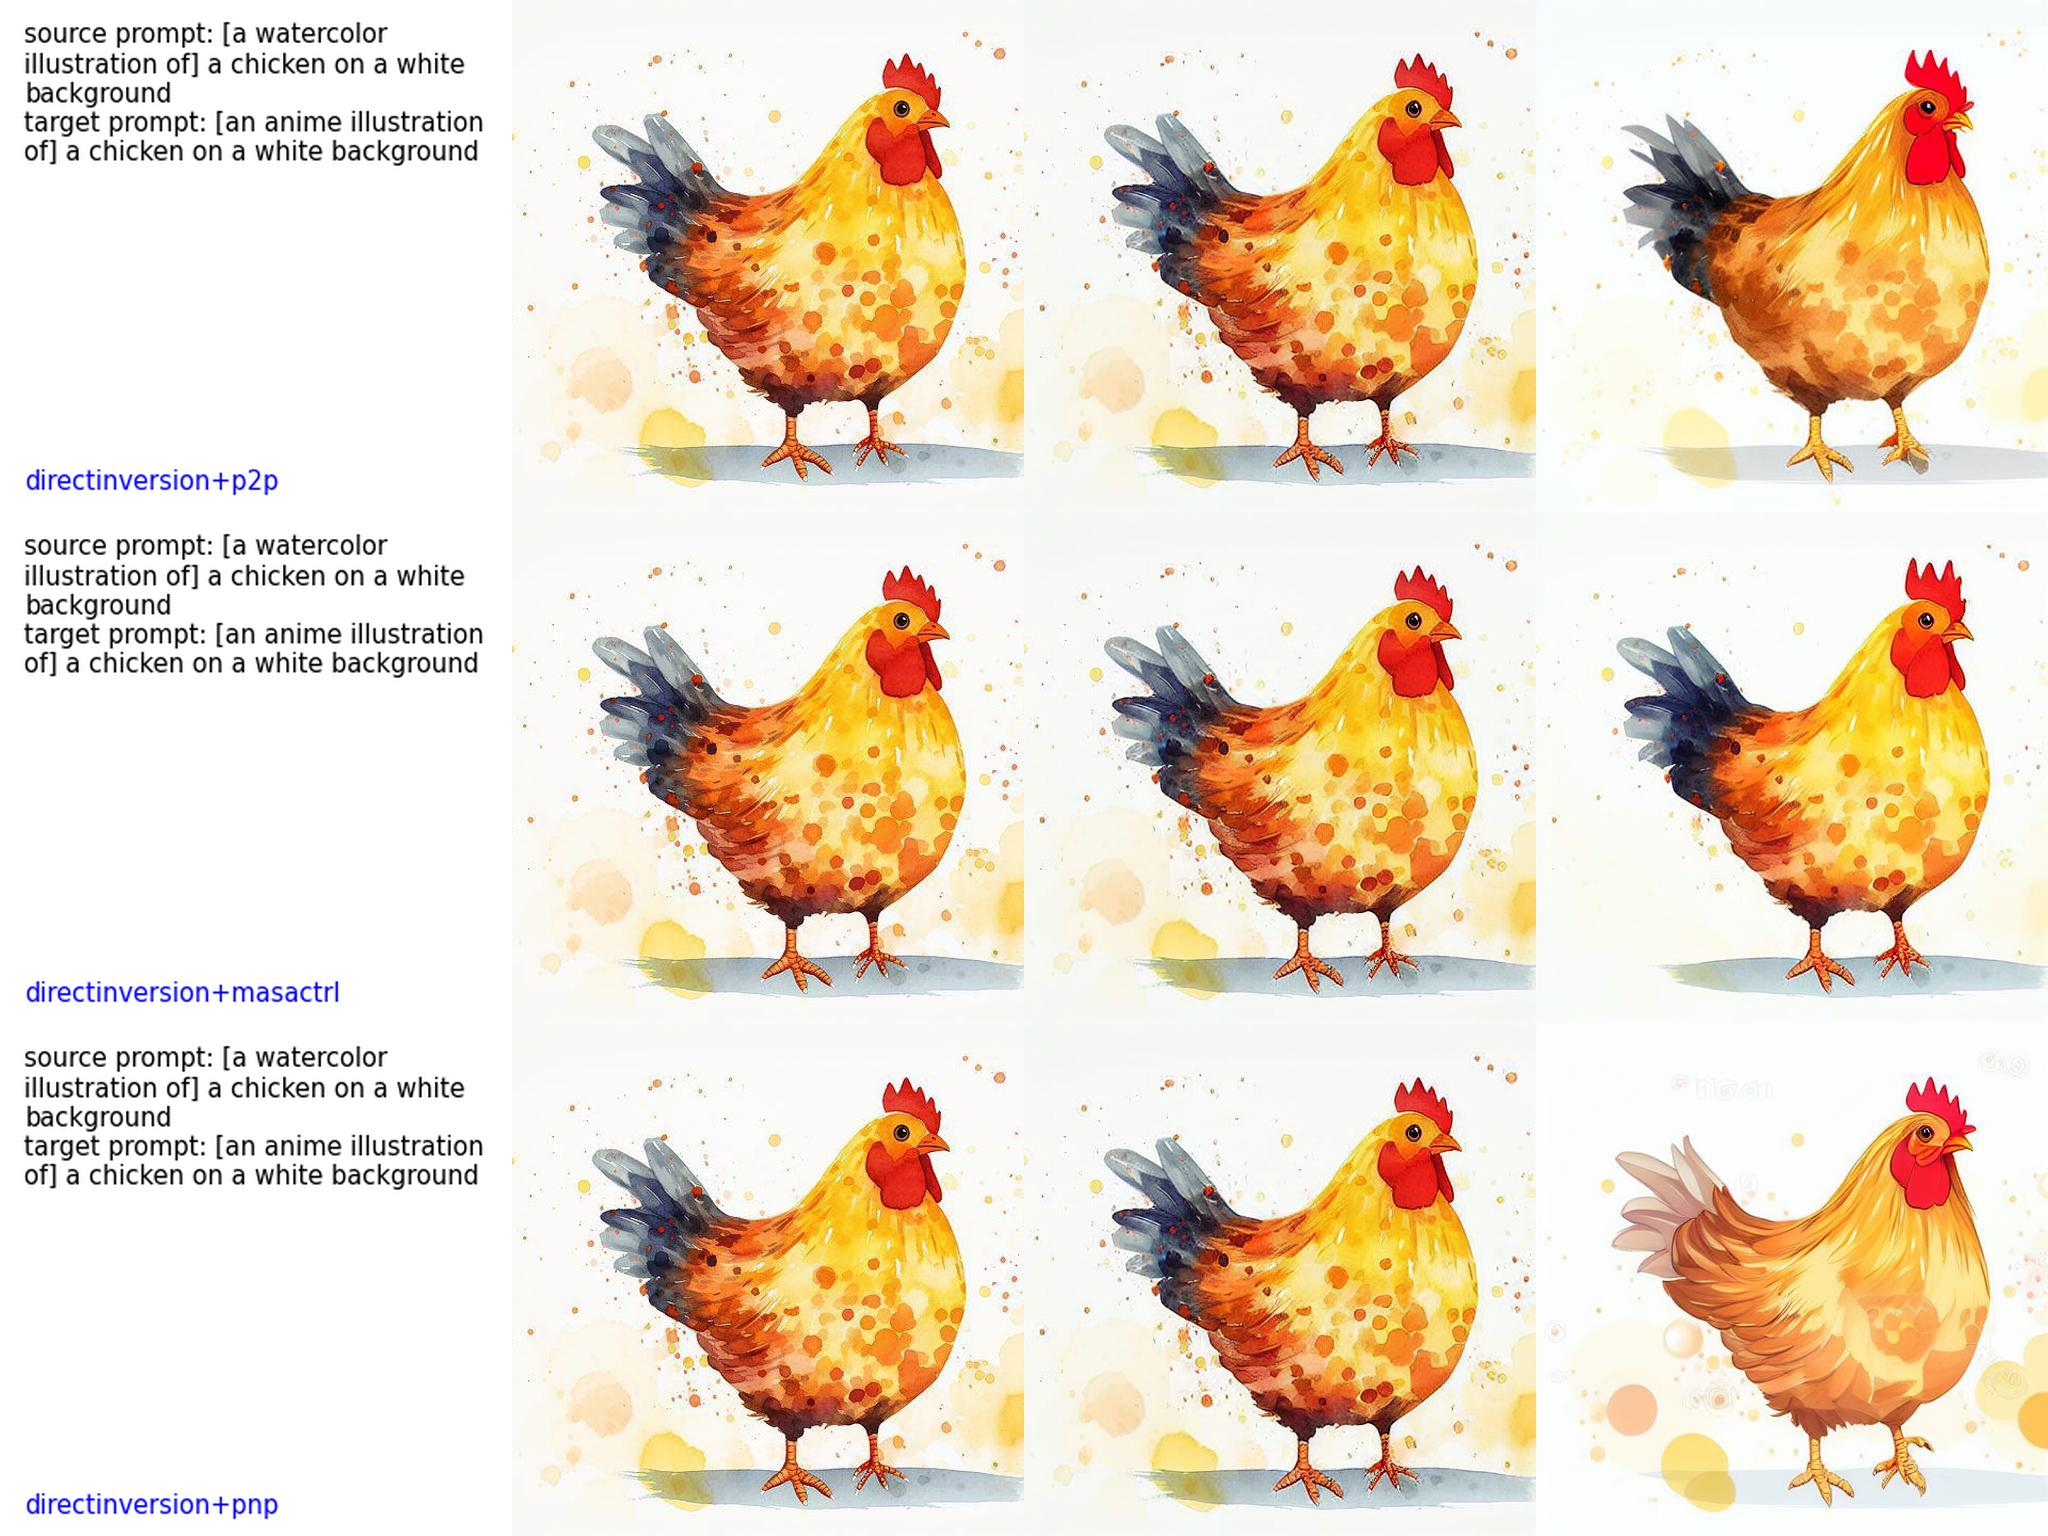 source prompt: [a watercolor
illustration of] a chicken on a white
background
target prompt: [an anime illustration
of] a chicken on a white background
directinversion+p2p
source prompt: [a watercolor
illustration of] a chicken on a white
background
target prompt: [an anime illustration
of] a chicken on a white background
directinversion+masactrl
source prompt: [a watercolor
illustration of] a chicken on a white
background
target prompt: [an anime illustration
of] a chicken on a white background
directinversion+pnp